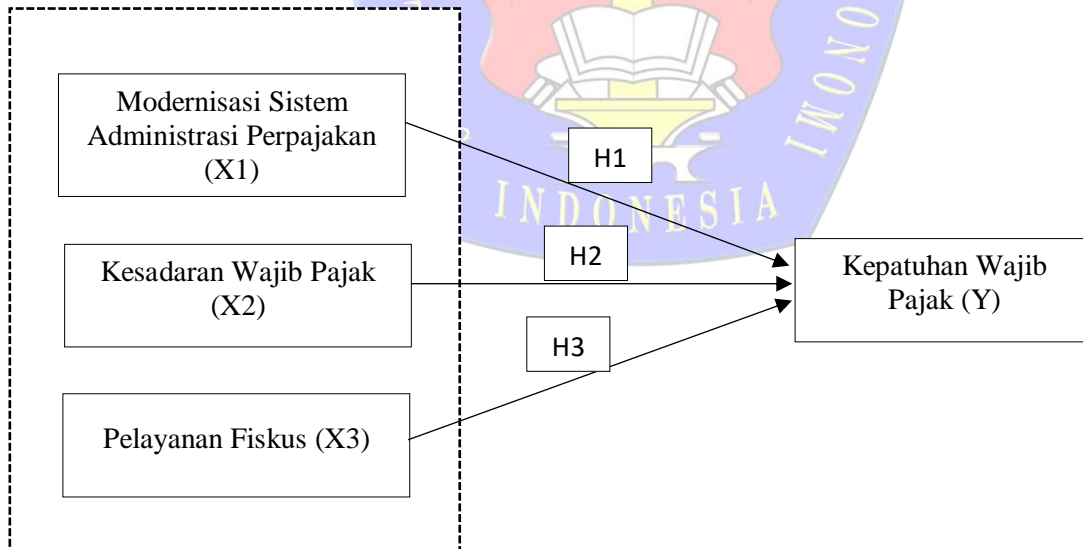 Modernisasi Sistem
Administrasi Perpajakan
(X1)
H1
INDONESIA
Kesadaran Wajib Pajak
(X2)
H2
Kepatuhan Wajib
Pajak (Y)
H3
Pelayanan Fiskus (X3)